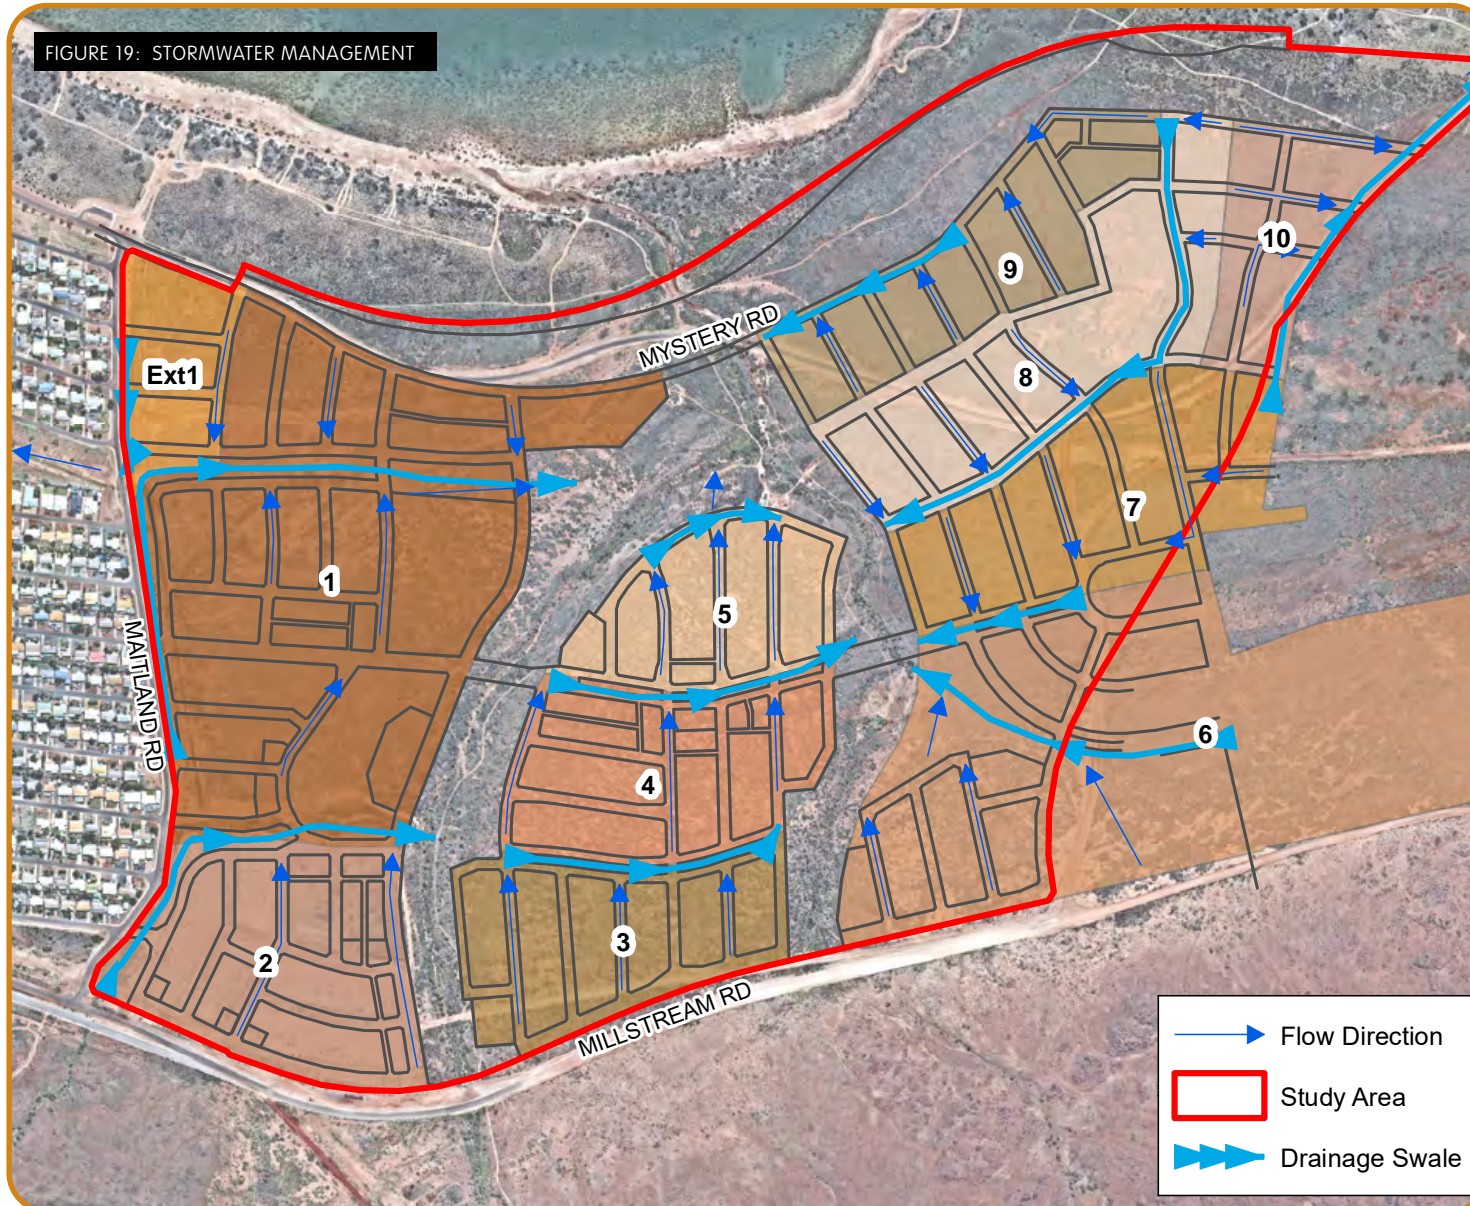 FIGURE 19: STORMWATER MANAGEMENT
MYSTERY RD
9
10
Ext1
8
7
1
5
MAITLAND RD
6
4
3
2
MILLSTREAM RD
Flow Direction
Study Area
Drainage Swale